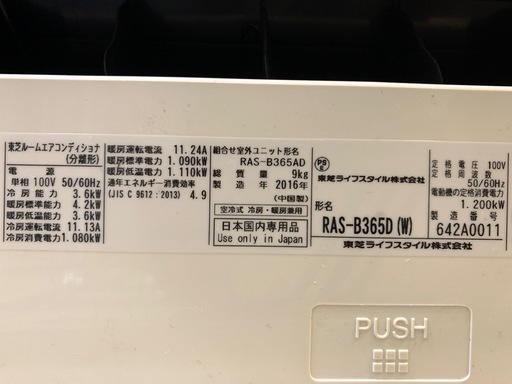 東芝ルームエアコンディショナ
(分離形)
電源
単相 100V 50/60Hz
冷房能力 3.6kW
暖房標準能力 4.2kW
暖房低温能力 3.6kW
冷房運転電流 11.13A
冷房消費電力 1.080kW
暖房運転電流 11.24A
暖房標準電力 1.090kW
暖房低温電力 1.110kW
通年エネルギー消費効率
(JIS C 9612:2013) 4.9
組合せ室外ユニット形名
RAS-B365AD
総質量 9kg
製造 2016年
(中国製)
空冷式 冷房・暖房兼用
日本国内専用品
Use only in Japan
PS
E
東芝ライフスタイル株式会社
形名
RAS-B365D(W)
東芝ライフスタイル株式会社
定格電圧 100V
定格周波数
50/60Hz
電動機の定格消費電力
1.200kW
製造番号
642A0011
PUSH